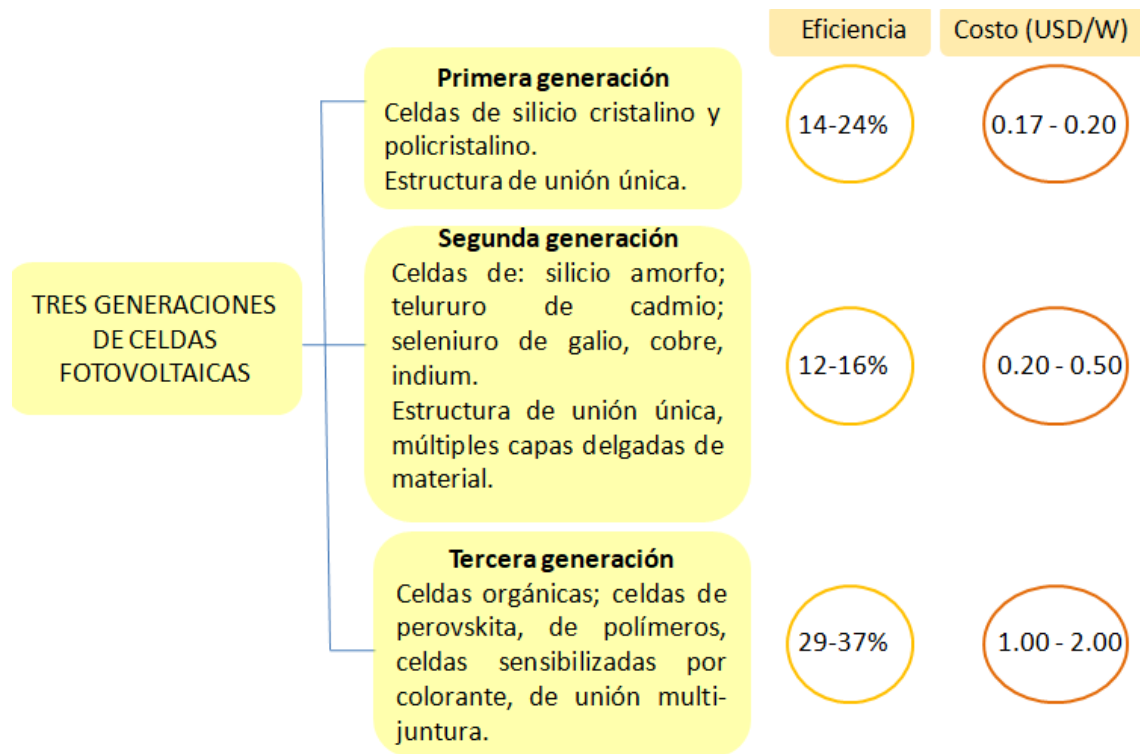 Eficiencia
Costo (USD/W)
Primera generación
Celdas de silicio cristalino y
policristalino.
Estructura de unión única.
14-24%
0.17 - 0.20
TRES GENERACIONES
DE CELDAS
FOTOVOLTAICAS
Segunda generación
Celdas de: silicio amorfo;
telururo de cadmio;
seleniuro de galio, cobre,
indium.
Estructura de unión única,
múltiples capas delgadas de
material.
12-16%
0.20 - 0.50
Tercera generación
Celdas orgánicas; celdas de
perovskita, de polímeros,
celdas sensibilizadas por
colorante, de unión multi-
juntura.
29-37%
1.00 - 2.00